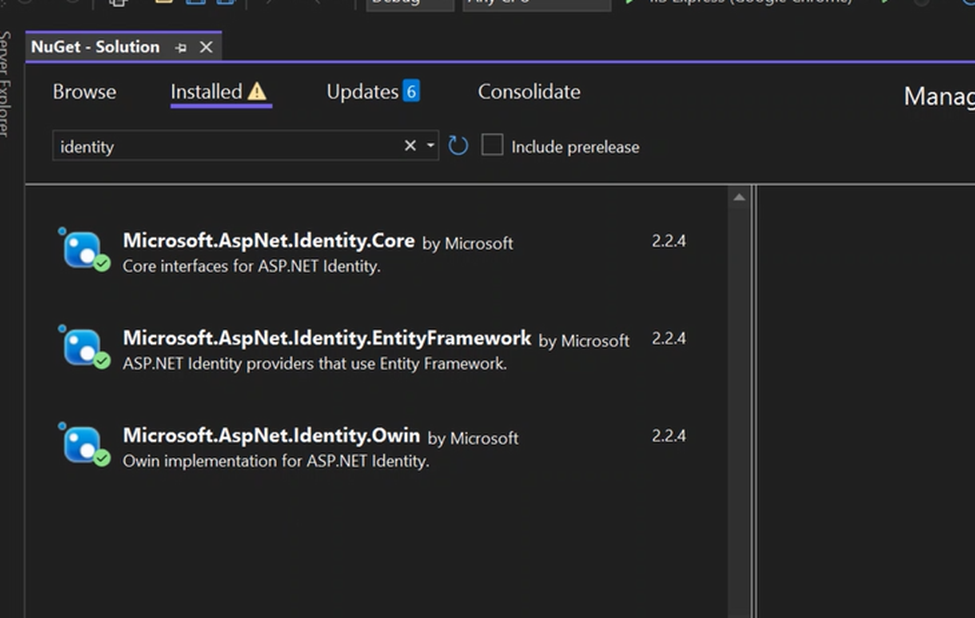 Debug
Any CPU
IIS Express (Google Chrome)
Server Explorer
NuGet - Solution
Browse
Installed
Updates 6
Consolidate
Manag
identity
Include prerelease
Microsoft.AspNet.Identity.Core by Microsoft 2.2.4
Core interfaces for ASP.NET Identity.
Microsoft.AspNet.Identity.EntityFramework by Microsoft 2.2.4
ASP.NET Identity providers that use Entity Framework.
Microsoft.AspNet.Identity.Owin by Microsoft 2.2.4
Owin implementation for ASP.NET Identity.